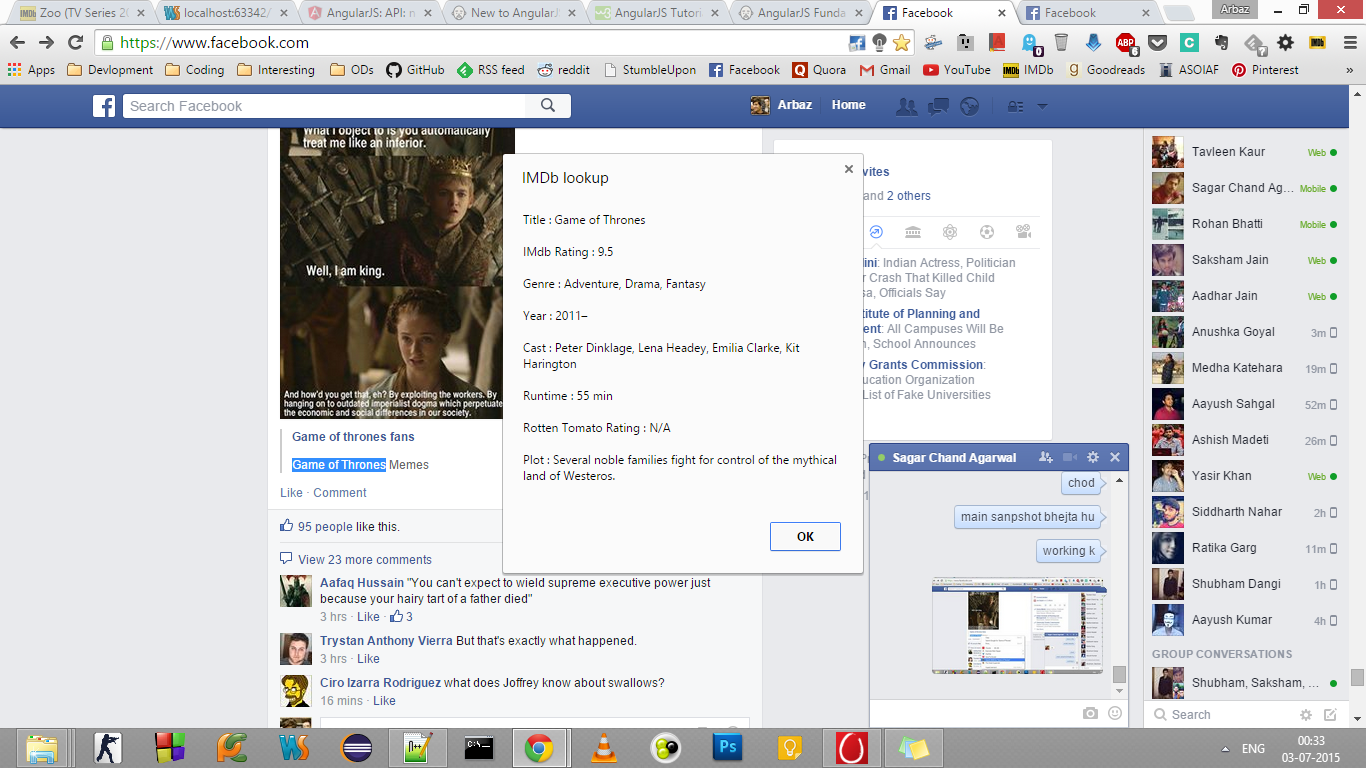 Zoo (TV Series 20
localhost:63342/
AngularJS: API: n
New to Angular
AngularJS Tutori
AngularJS Funda
Facebook
Facebook
Arbaz
https://www.facebook.com
Apps
Devlopment
Coding
Interesting
ODs
GitHub
RSS feed
reddit
StumbleUpon
Facebook
Quora
Gmail
YouTube
IMDb
Goodreads
ASOIAF
Pinterest
»
Search Facebook
Arbaz
Home
What I object to is you automatically
treat me like an inferior.
Well, I am king.
And how'd you get that, eh? By exploiting the workers. By
hanging on to outdated imperialist dogma which perpetuate
the economic and social differences in our society.
Game of thrones fans
Game of Thrones Memes
Like · Comment
95 people like this.
View 23 more comments
Aafaq Hussain "You can't expect to wield supreme executive power just
because your hairy tart of a father died"
3 hrs · Like · 3
Trystan Anthony Vierra But that's exactly what happened.
3 hrs · Like
Ciro Izarra Rodriguez what does Joffrey know about swallows?
16 mins · Like
IMDb lookup
Title : Game of Thrones
IMdb Rating : 9.5
Genre : Adventure, Drama, Fantasy
Year : 2011–
Cast : Peter Dinklage, Lena Headey, Emilia Clarke, Kit
Harington
Runtime : 55 min
Rotten Tomato Rating : N/A
Plot : Several noble families fight for control of the mythical
land of Westeros.
OK
vites
and 2 others
ini: Indian Actress, Politician
r Crash That Killed Child
sa, Officials Say
titute of Planning and
ent: All Campuses Will Be
n, School Announces
y Grants Commission:
ucation Organization
List of Fake Universities
Sagar Chand Agarwal
chod
main sanpshot bhejta hu
working k
Tavleen Kaur Web
Sagar Chand Ag... Mobile
Rohan Bhatti Mobile
Saksham Jain Web
Aadhar Jain Web
Anushka Goyal 3m
Medha Katehara 19m
Aayush Sahgal 52m
Ashish Madeti 26m
Yasir Khan Web
Siddharth Nahar 2h
Ratika Garg 11m
Shubham Dangi 1h
Aayush Kumar 4h
GROUP CONVERSATIONS
Shubham, Saksham, ...
Search
ENG
00:33
03-07-2015